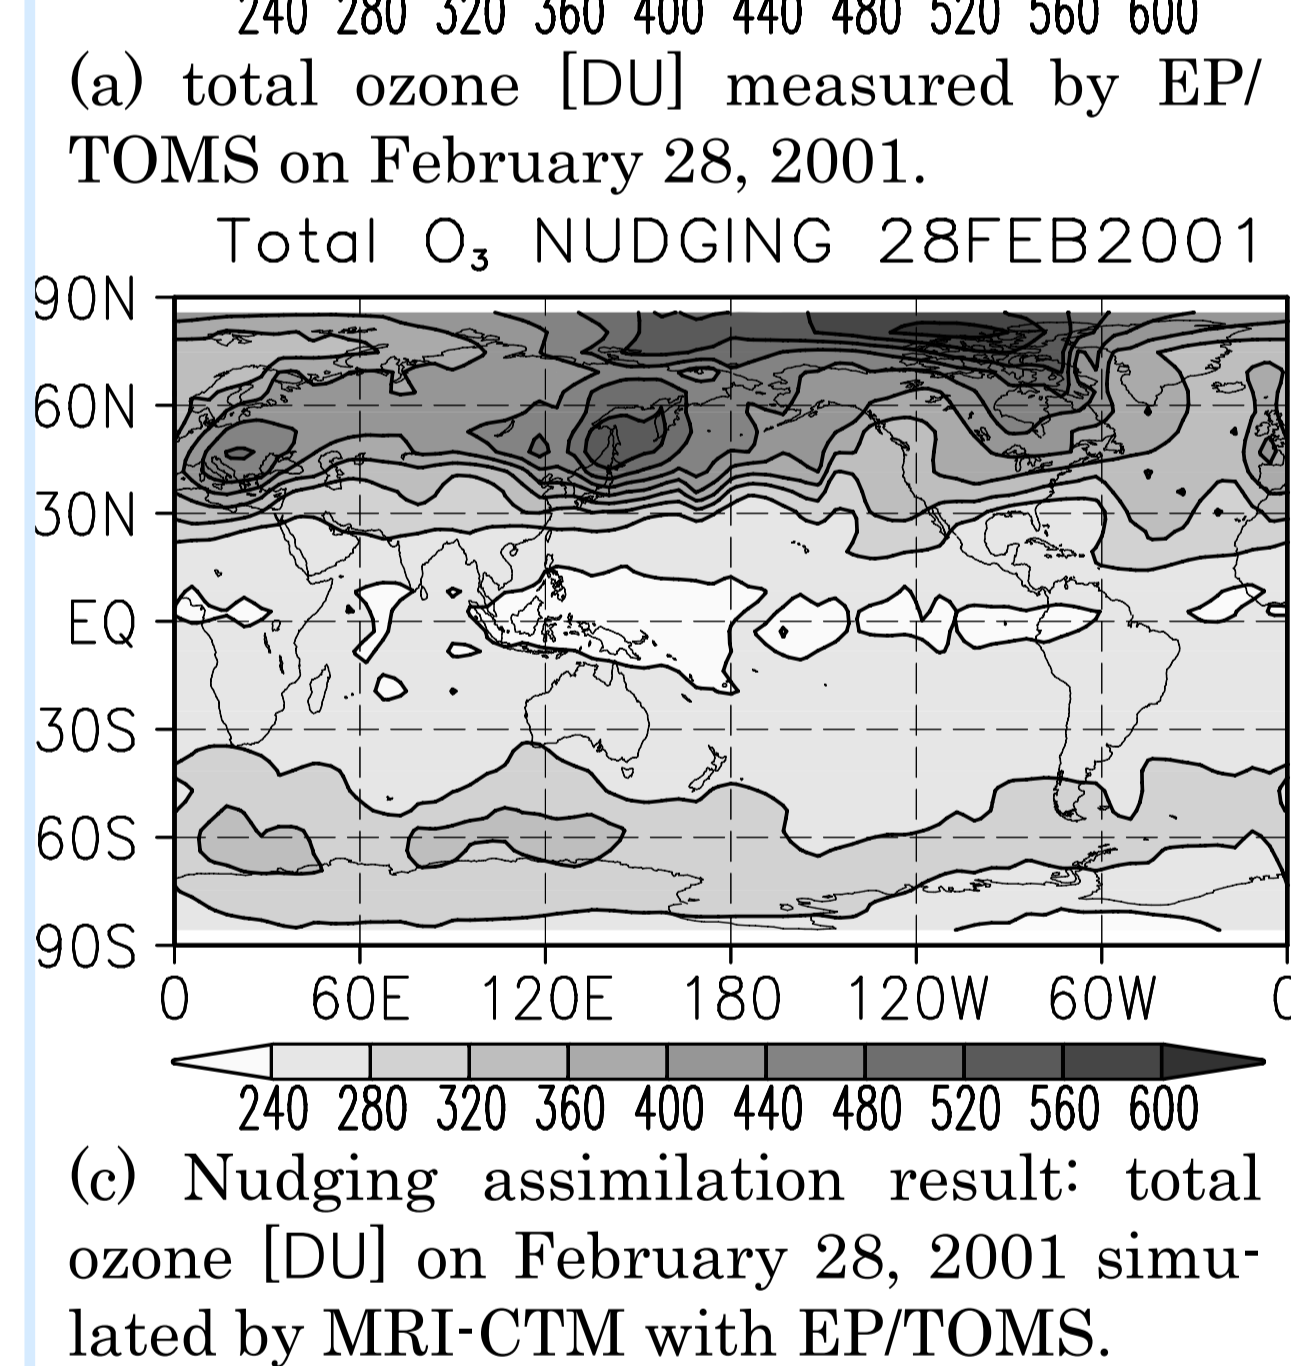 240 280 320 360 400 440 480 520 560 600
(a) total ozone [DU] measured by EP/
TOMS on February 28, 2001.
Total O₃ NUDGING 28FEB2001
90N
60N
30N
EQ
30S
60S
90S
0 60E 120E 180 120W 60W 0
240 280 320 360 400 440 480 520 560 600
(c) Nudging assimilation result: total
ozone [DU] on February 28, 2001 simu-
lated by MRI-CTM with EP/TOMS.